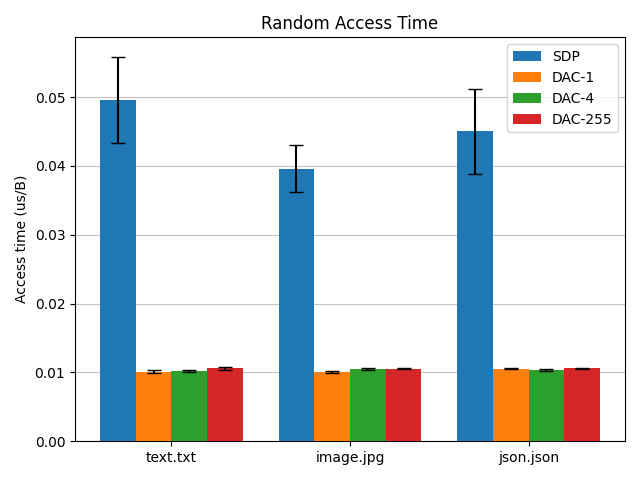 Random Access Time
SDP
DAC-1
DAC-4
DAC-255
Access time (us/B)
0.05
0.04
0.03
0.02
0.01
0.00
text.txt
image.jpg
json.json